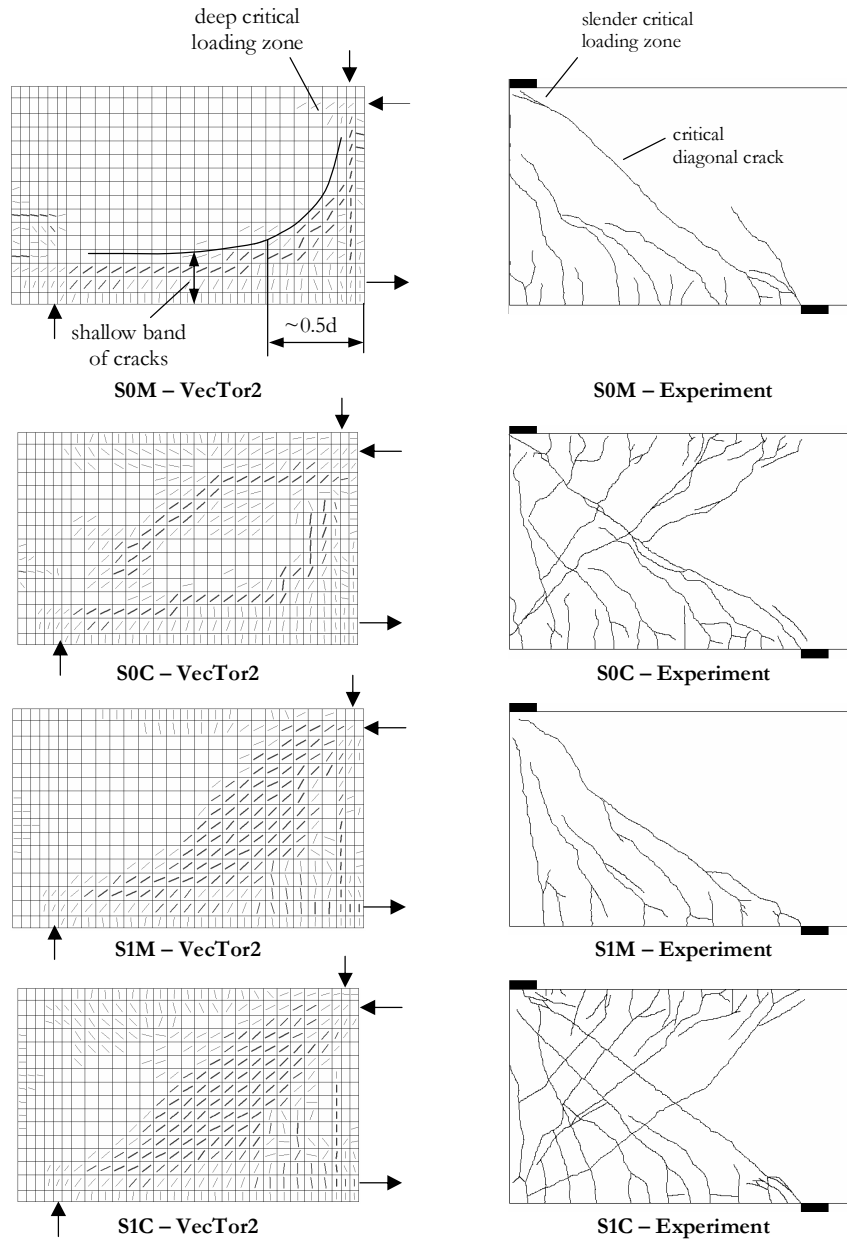 deep critical
loading zone
slender critical
loading zone
critical
diagonal crack
shallow band
of cracks
~0.5d
S0M – VecTor2
S0M – Experiment
S0C – VecTor2
S0C – Experiment
S1M – VecTor2
S1M – Experiment
S1C – VecTor2
S1C – Experiment